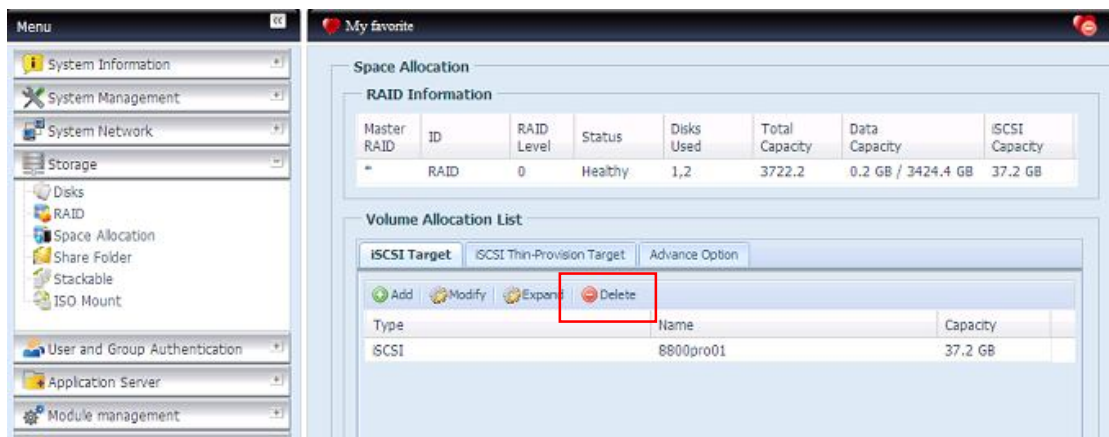 Menu
System Information
System Management
System Network
Storage
Disks
RAID
Space Allocation
Share Folder
Stackable
ISO Mount
User and Group Authentication
Application Server
Module management
My favorite
Space Allocation
RAID Information
Master RAID ID RAID Level Status Disks Used Total Capacity Data Capacity iSCSI Capacity
* RAID 0 Healthy 1,2 3722.2 0.2 GB / 3424.4 GB 37.2 GB
Volume Allocation List
iSCSI Target iSCSI Thin-Provision Target Advance Option
Add Modify Expand Delete
Type Name Capacity
iSCSI 8800pro01 37.2 GB